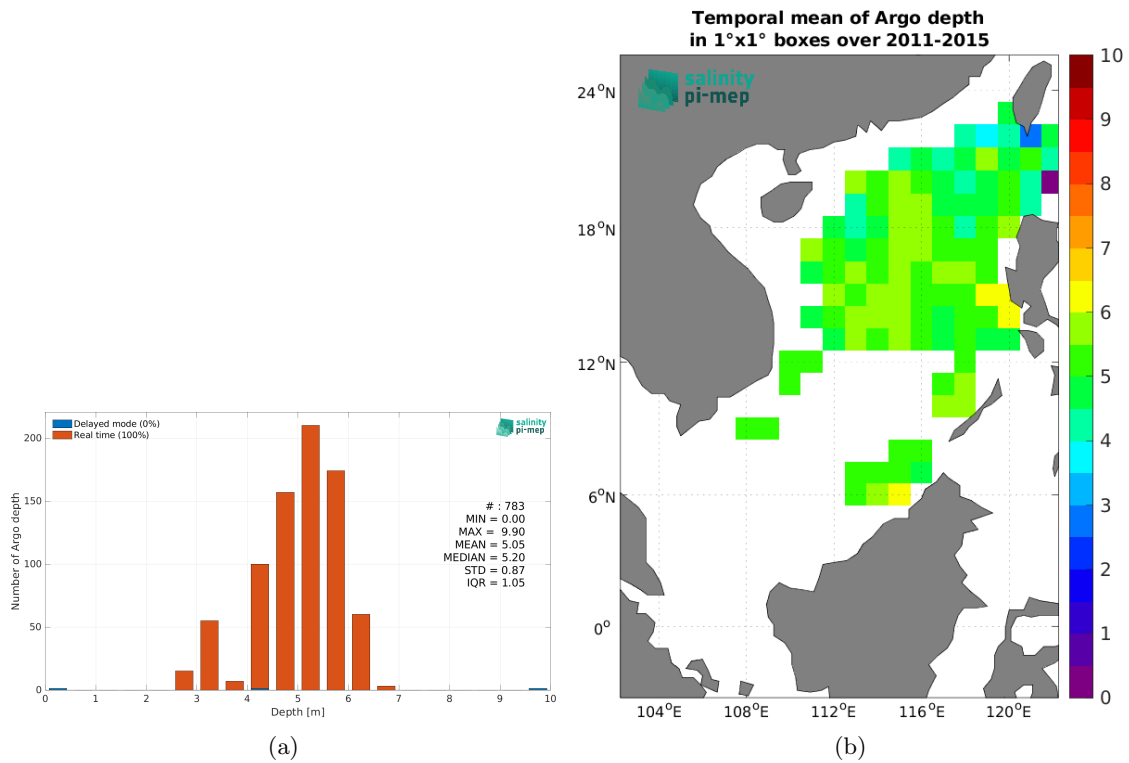 Delayed mode (0%)
Real time (100%)
salinity
pi-mep
# : 783
MIN = 0.00
MAX = 9.90
MEAN = 5.05
MEDIAN = 5.20
STD = 0.87
IQR = 1.05
Number of Argo depth
200
150
100
50
0
0 1 2 3 4 5 6 7 8 9 10
Depth [m]
(a)
Temporal mean of Argo depth
in 1°x1° boxes over 2011-2015
salinity
pi-mep
24°N
18°N
12°N
6°N
0°
104°E 108°E 112°E 116°E 120°E
10
9
8
7
6
5
4
3
2
1
0
(b)